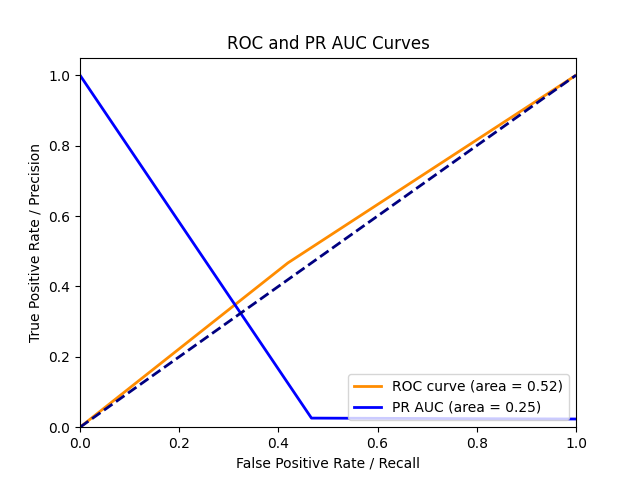 ROC and PR AUC Curves
1.0
0.8
0.6
0.4
0.2
0.0
True Positive Rate / Precision
ROC curve (area = 0.52)
PR AUC (area = 0.25)
0.0 0.2 0.4 0.6 0.8 1.0
False Positive Rate / Recall